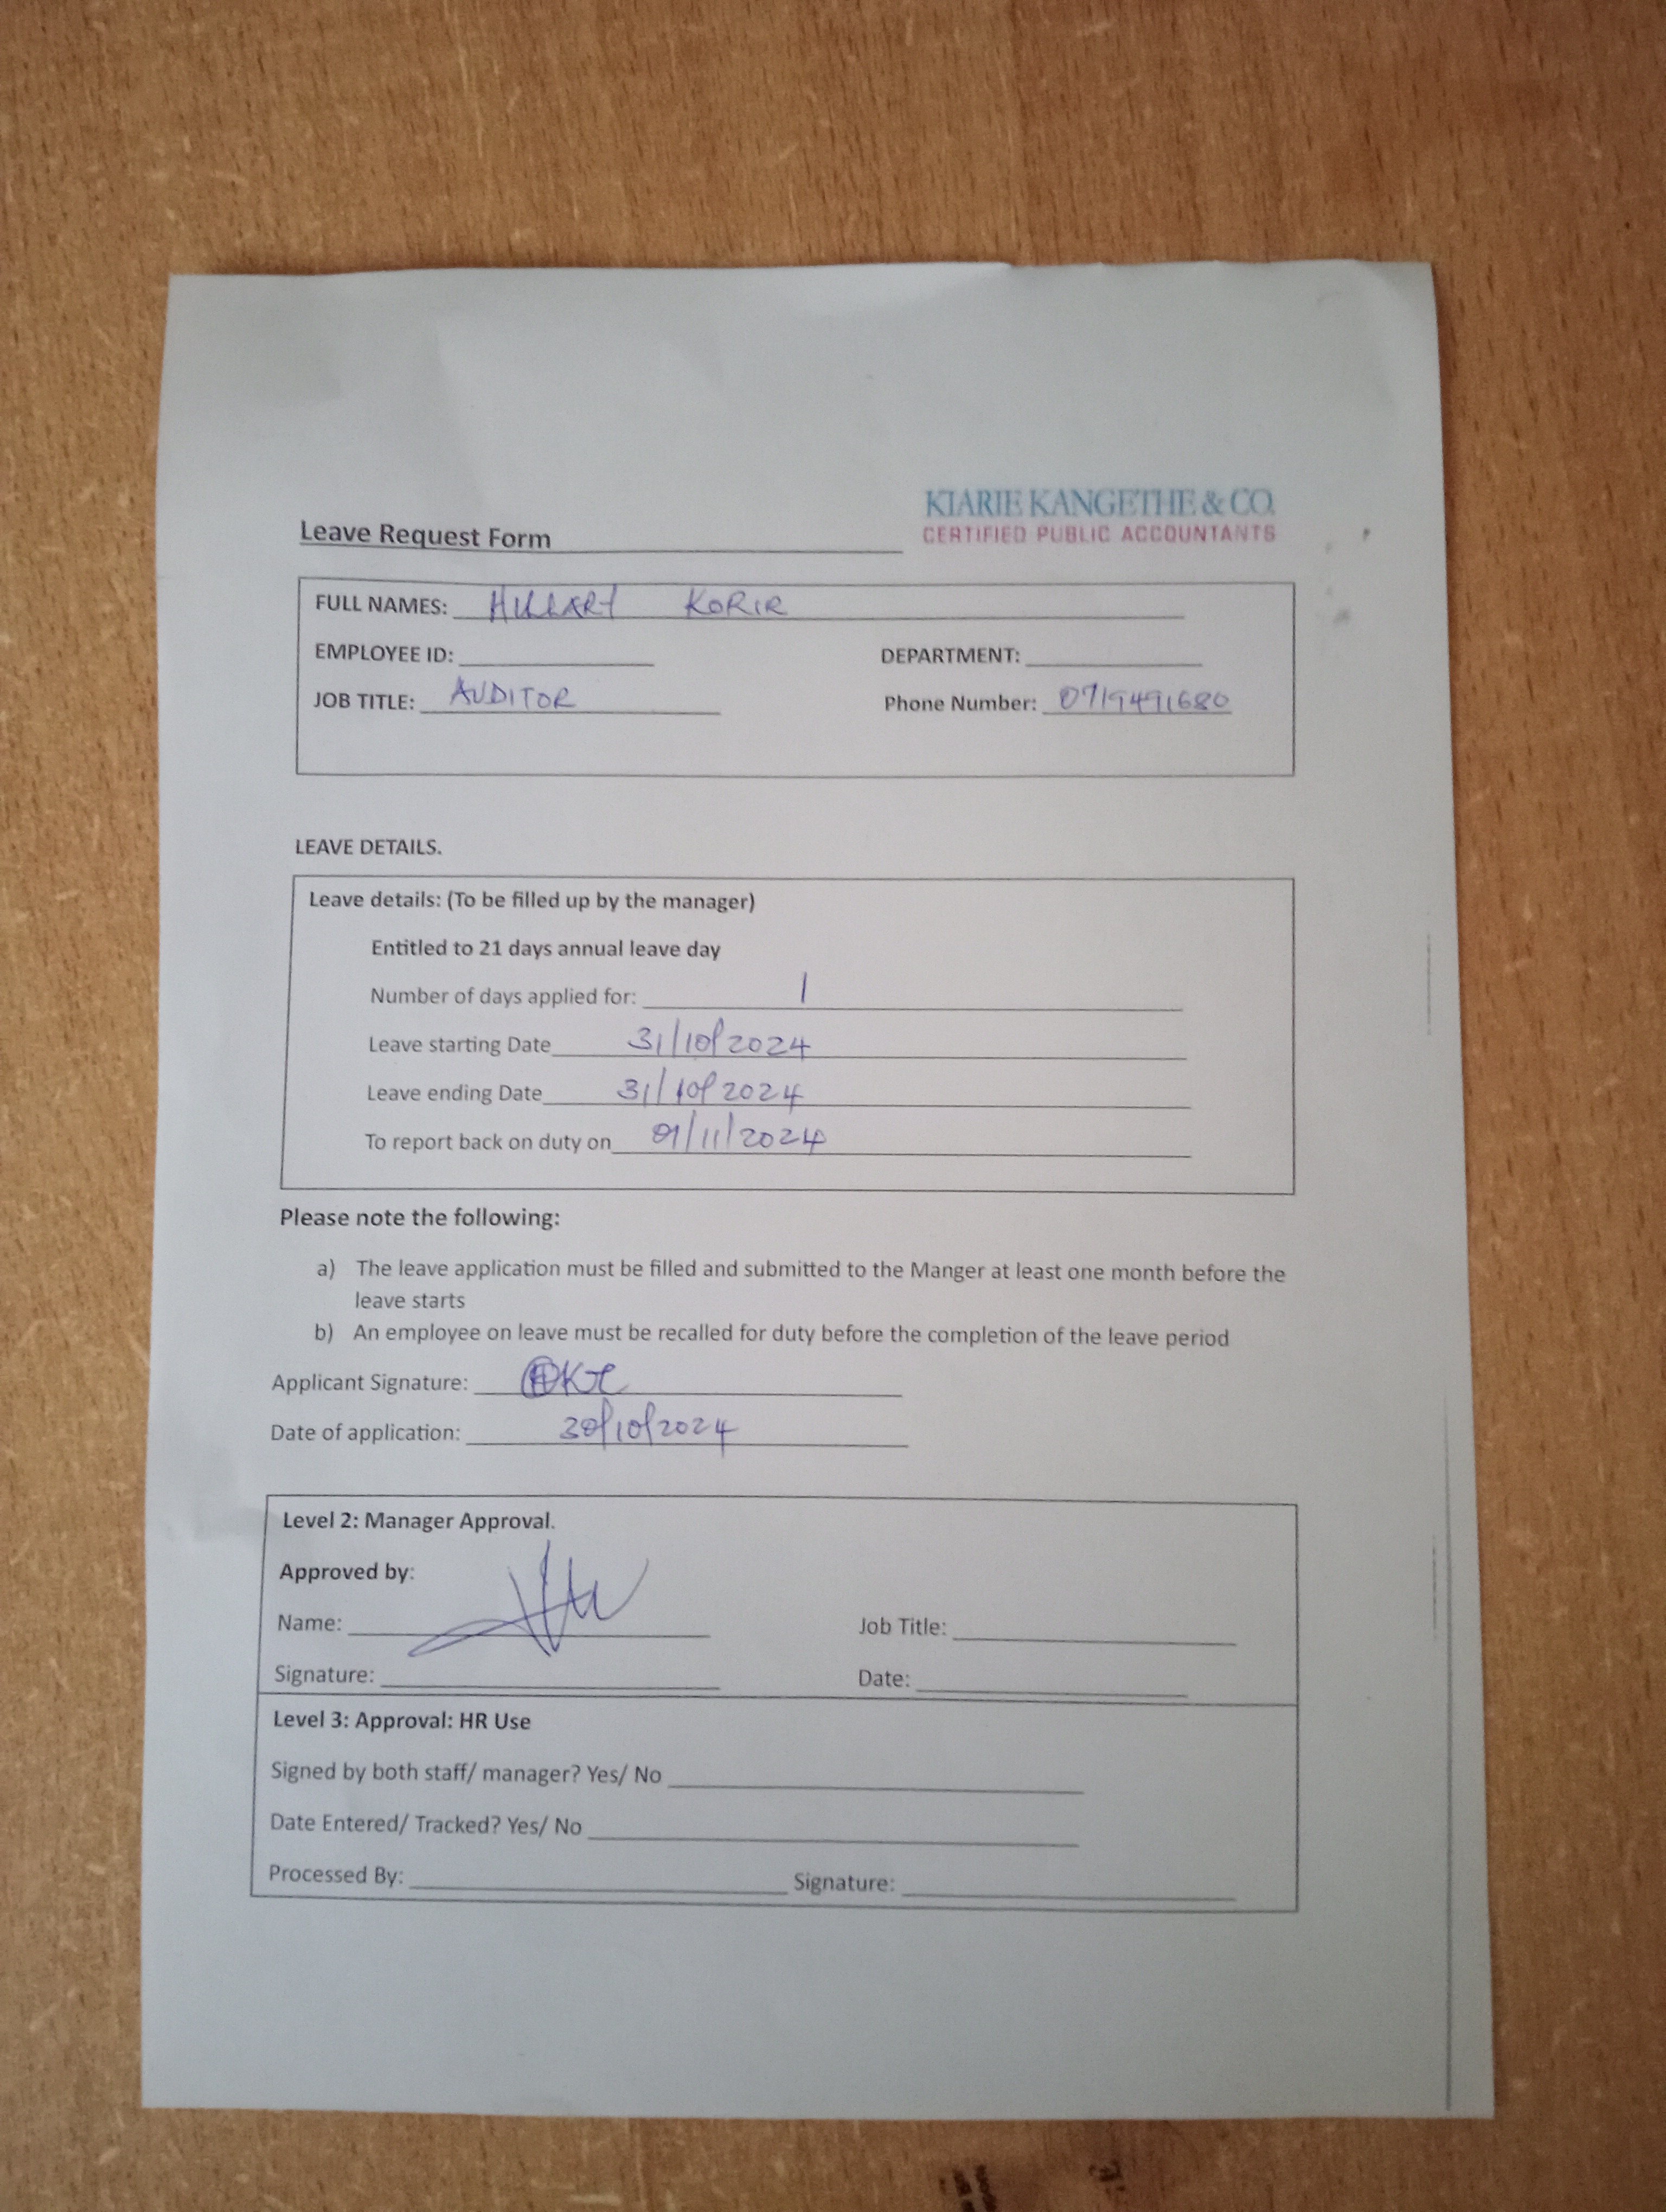 KIARIE KANGETHE & CO.
CERTIFIED PUBLIC ACCOUNTANTS
Leave Request Form
FULL NAMES: HILLARY KORIR
EMPLOYEE ID: DEPARTMENT:
JOB TITLE: AUDITOR Phone Number: 0719491680
LEAVE DETAILS.
Leave details: (To be filled up by the manager)
Entitled to 21 days annual leave day
Number of days applied for: 1
Leave starting Date 31/10/2024
Leave ending Date 31/10/2024
To report back on duty on 01/11/2024
Please note the following:
a) The leave application must be filled and submitted to the Manger at least one month before the
leave starts
b) An employee on leave must be recalled for duty before the completion of the leave period
Applicant Signature:
Date of application: 30/10/2024
Level 2: Manager Approval.
Approved by:
Name: Job Title:
Signature: Date:
Level 3: Approval: HR Use
Signed by both staff/ manager? Yes/ No
Date Entered/ Tracked? Yes/ No
Processed By: Signature: